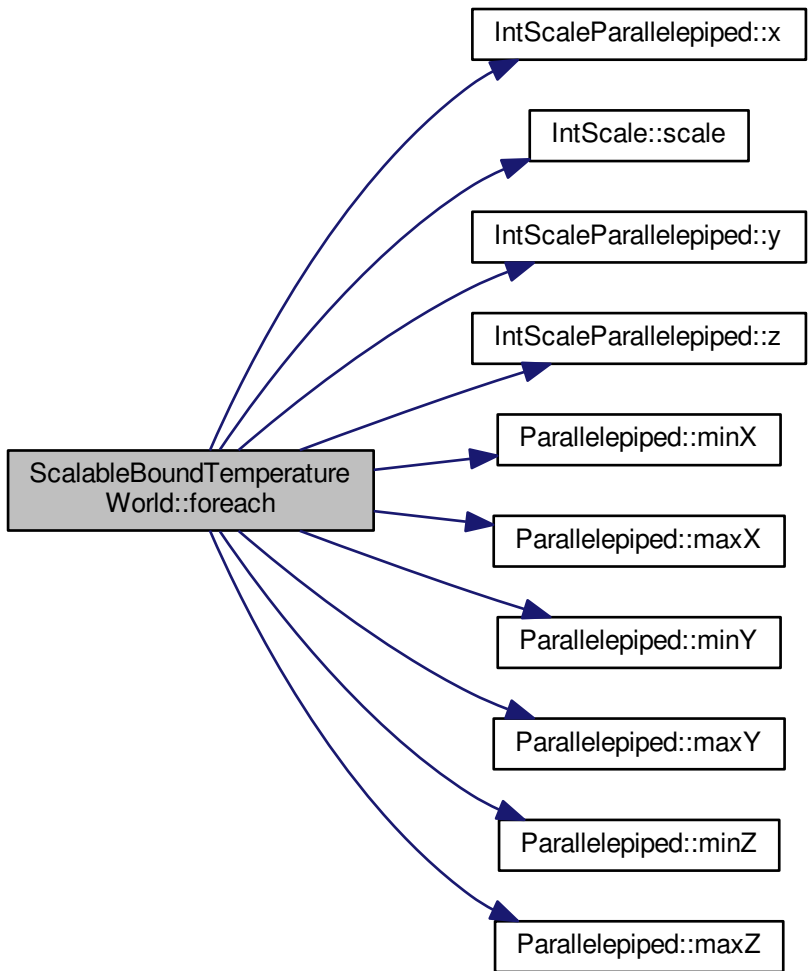 IntScaleParallelepiped::x
IntScale::scale
IntScaleParallelepiped::y
IntScaleParallelepiped::z
Parallelepiped::minX
ScalableBoundTemperature
World::foreach
Parallelepiped::maxX
Parallelepiped::minY
Parallelepiped::maxY
Parallelepiped::minZ
Parallelepiped::maxZ